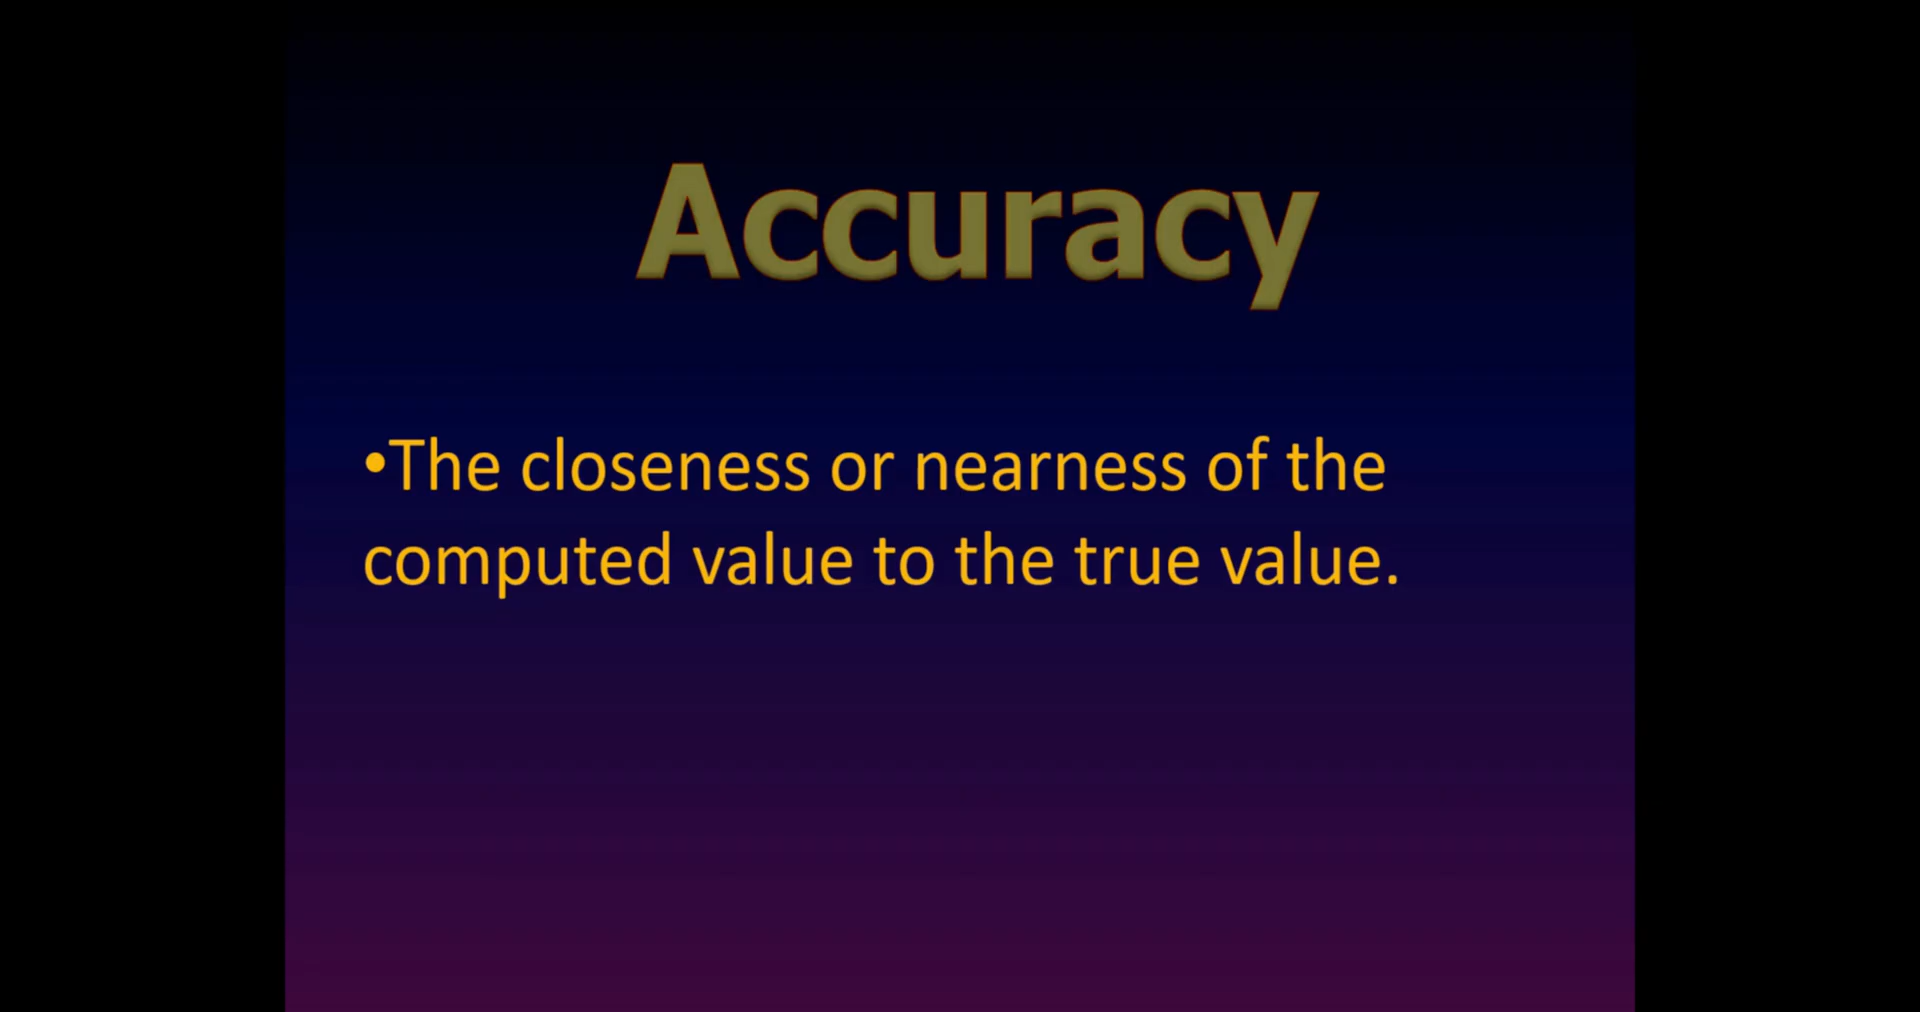 Accuracy
•The closeness or nearness of the
computed value to the true value.